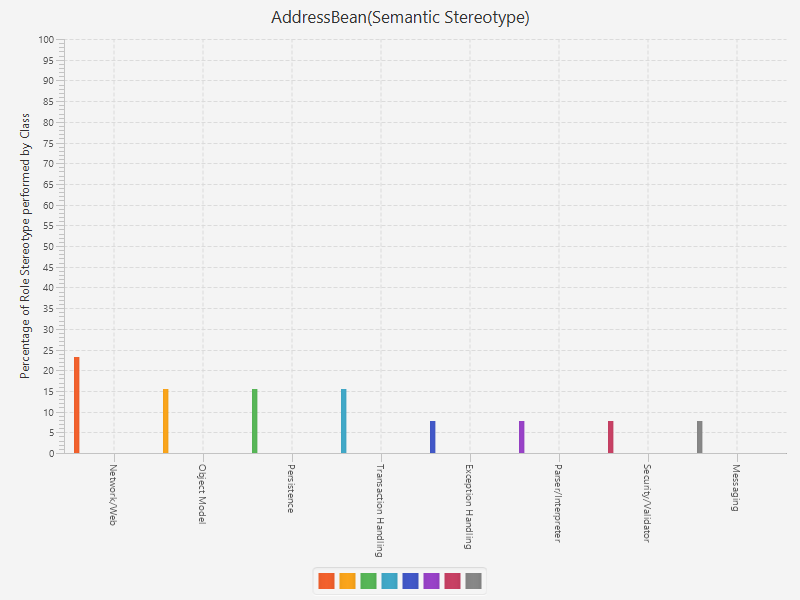 AddressBean(Semantic Stereotype)
Percentage of Role Stereotype performed by Class
100
95
90
85
80
75
70
65
60
55
50
45
40
35
30
25
20
15
10
5
0
Network/Web
Object Model
Persistence
Transaction Handling
Exception Handling
Parser/Interpreter
Security/Validator
Messaging